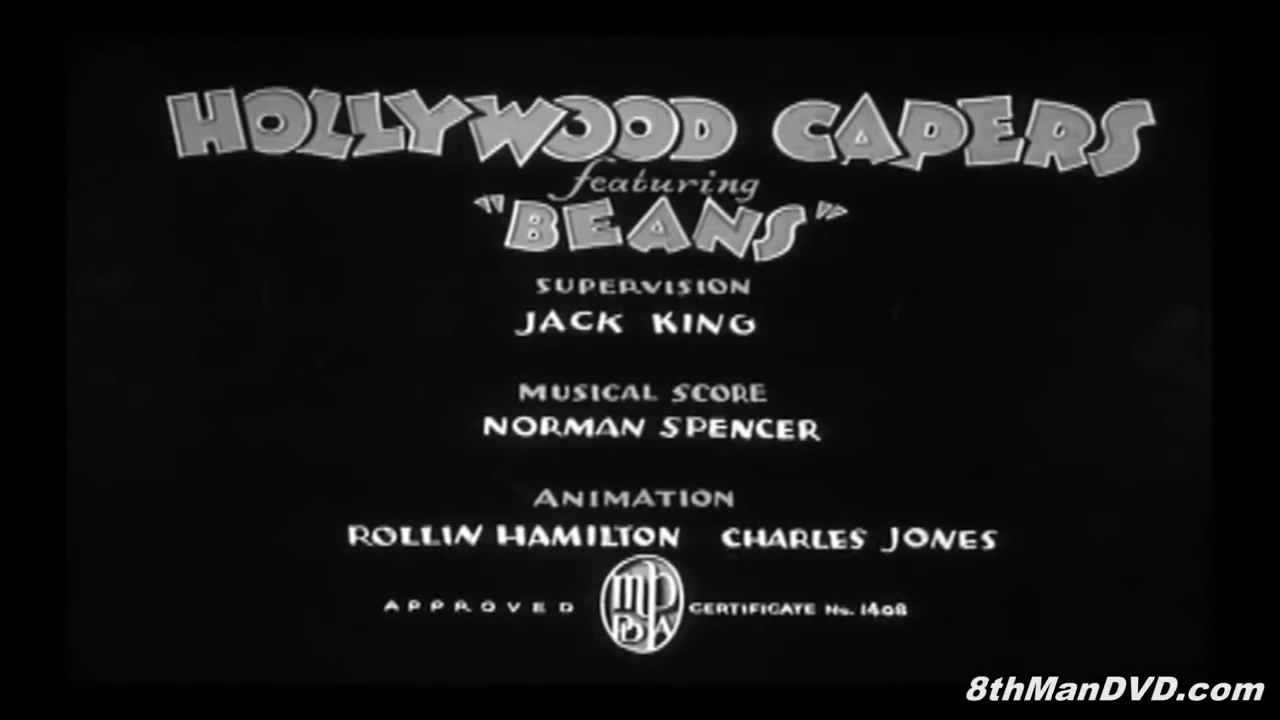 HOLLYWOOD CAPERS
featuring
"BEANS"
SUPERVISION
JACK KING
MUSICAL SCORE
NORMAN SPENCER
ANIMATION
ROLLIN HAMILTON CHARLES JONES
APPROVED MPPDA CERTIFICATE No. 1408
8thManDVD.com